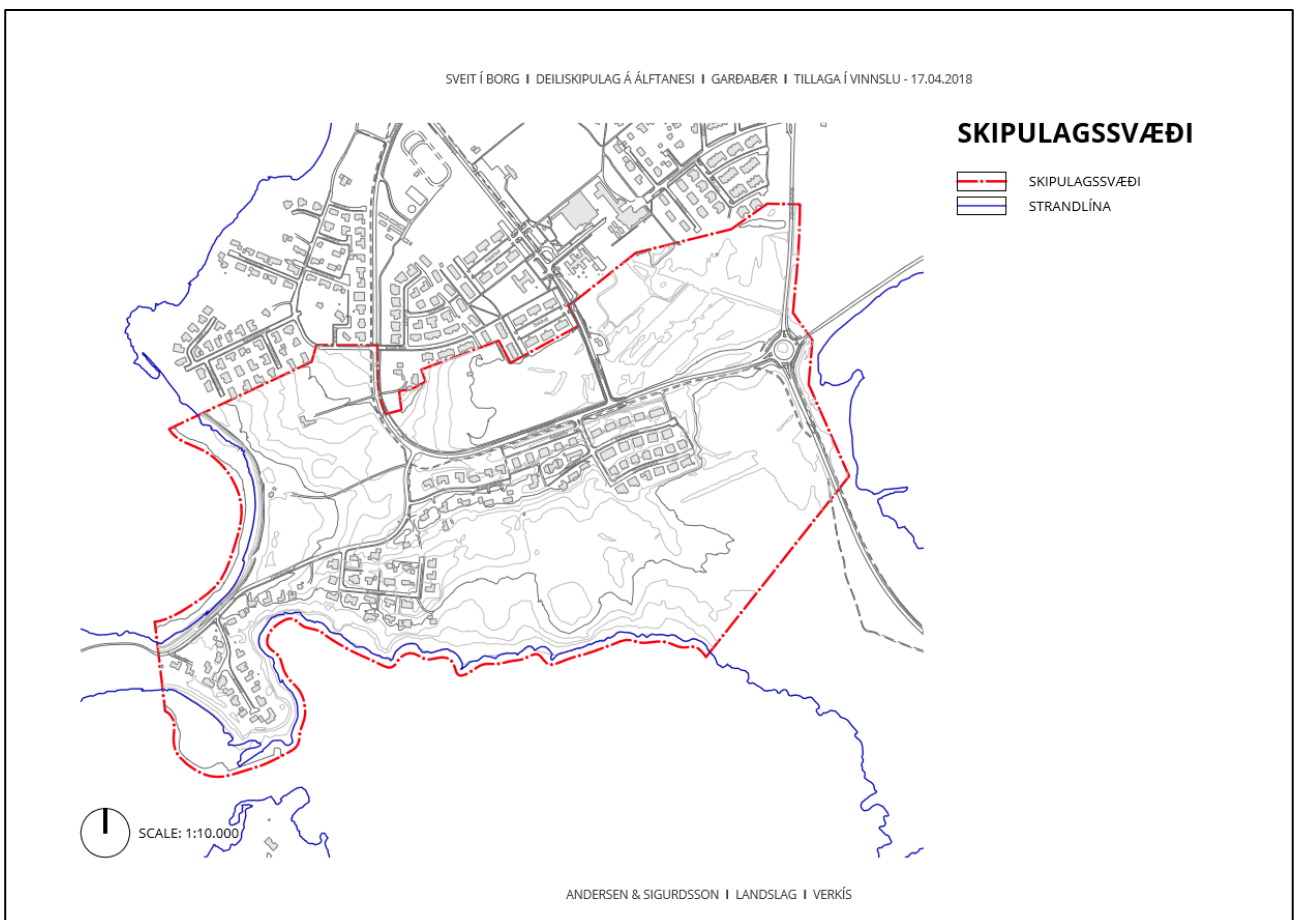 SVEIT Í BORG I DEILISKIPULAG Á ÁLFTANESI I GARÐABÆR I TILLAGA Í VINNSLU - 17.04.2018
SKIPULAGSSVÆÐI
SKIPULAGSSVÆÐI
STRANDLÍNA
SCALE: 1:10.000
ANDERSEN & SIGURDSSON I LANDSLAG I VERKÍS